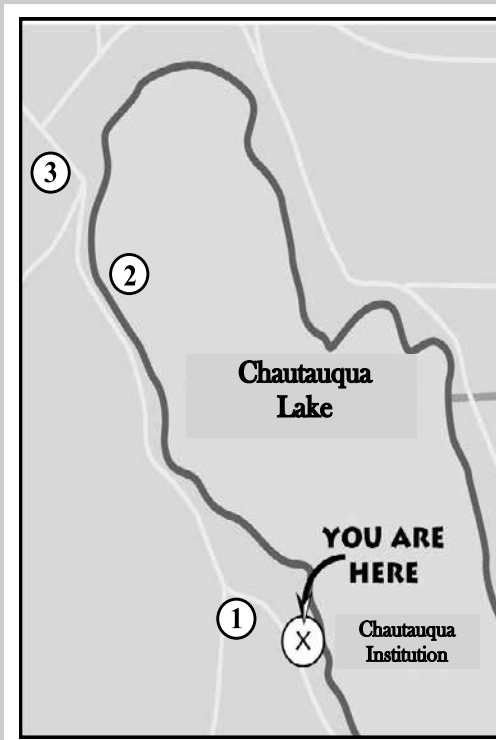 3
2
Chautauqua
Lake
YOU ARE
HERE
1
X
Chautauqua
Institution